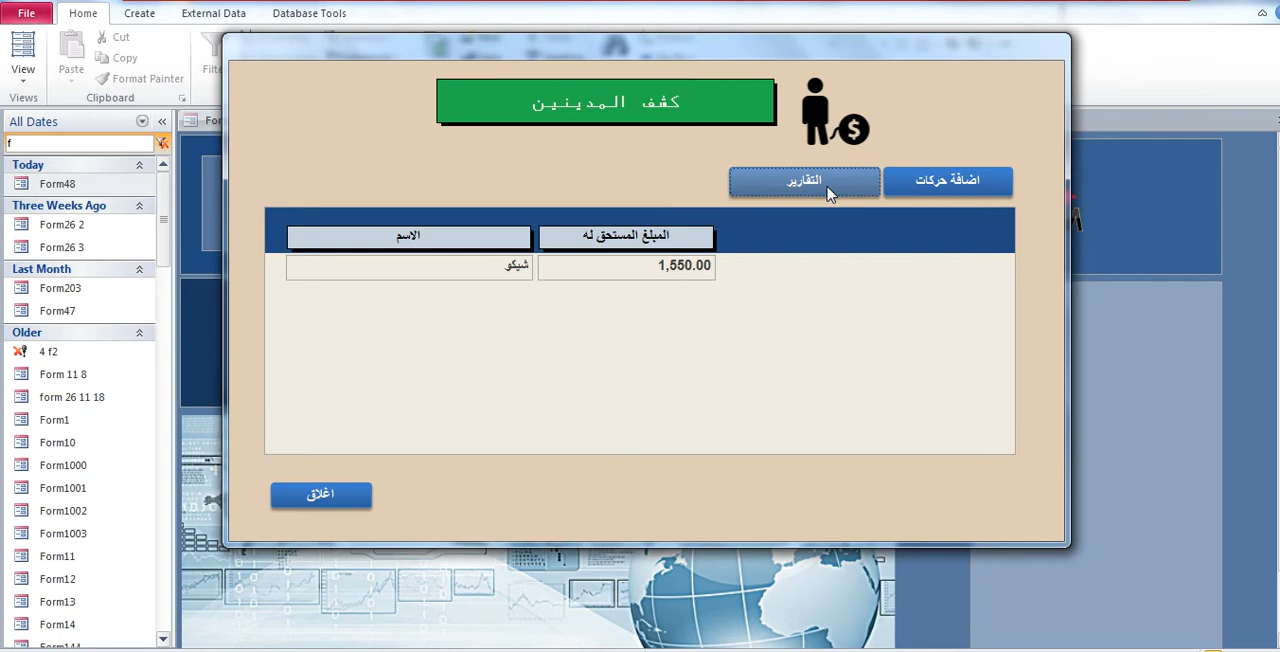 File Home Create External Data Database Tools
View
Views
Paste
Cut
Copy
Format Painter
Clipboard
All Dates
f
Today
Form48
Three Weeks Ago
Form26 2
Form26 3
Last Month
Form203
Form47
Older
4 f2
Form 11 8
form 26 11 18
Form1
Form10
Form1000
Form1001
Form1002
Form1003
Form11
Form12
Form13
Form14
كشف المدينين
اضافة حركات
التقارير
المبلغ المستحق له
الاسم
1,550.00
شيكو
اغلاق